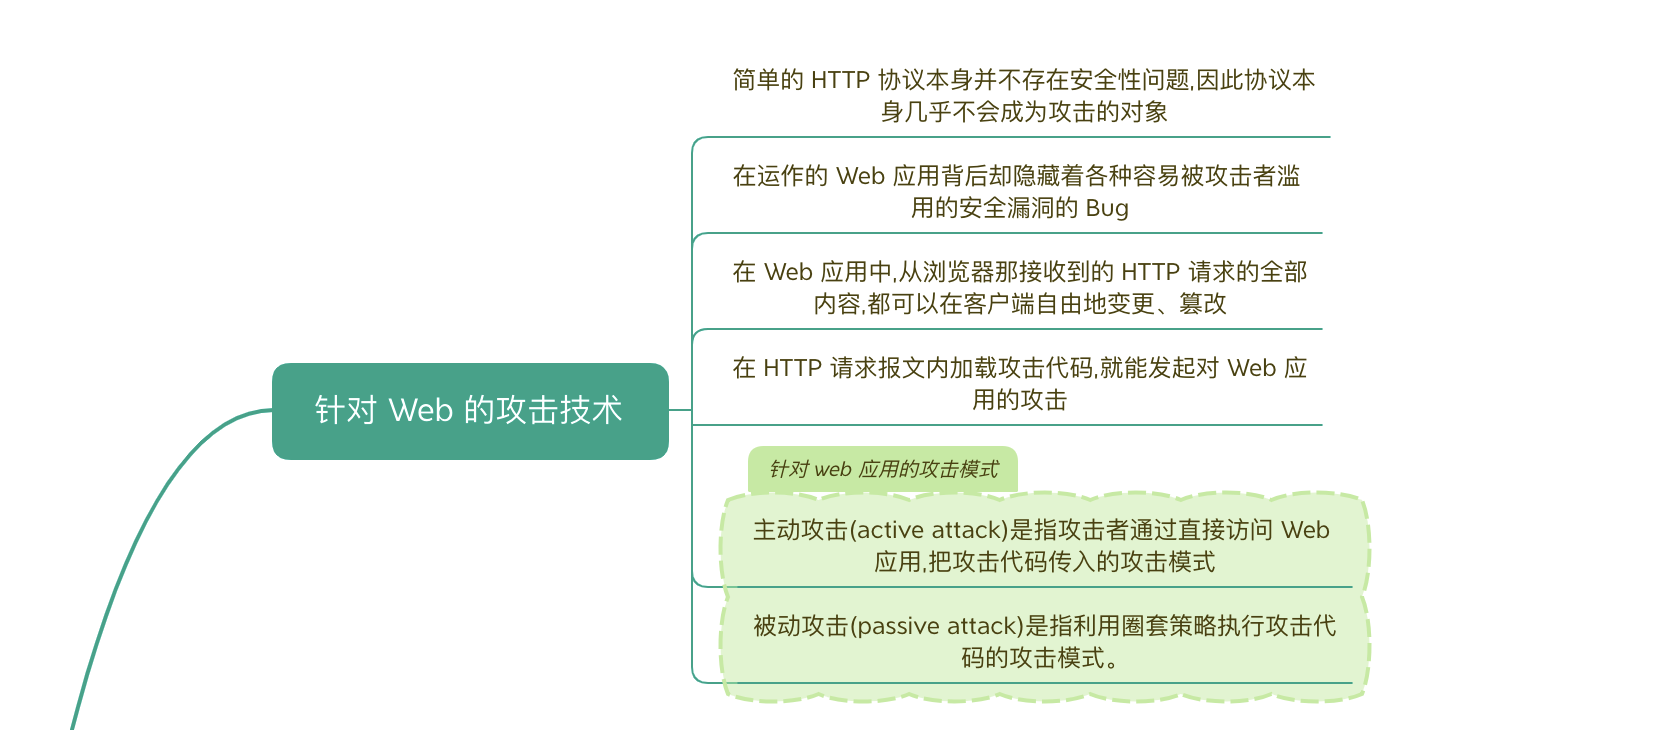 简单的 HTTP 协议本身并不存在安全性问题,因此协议本
身几乎不会成为攻击的对象
在运作的 Web 应用背后却隐藏着各种容易被攻击者滥
用的安全漏洞的 Bug
在 Web 应用中,从浏览器那接收到的 HTTP 请求的全部
内容,都可以在客户端自由地变更、篡改
在 HTTP 请求报文内加载攻击代码,就能发起对 Web 应
用的攻击
针对 Web 的攻击技术
针对 web 应用的攻击模式
主动攻击(active attack)是指攻击者通过直接访问 Web
应用,把攻击代码传入的攻击模式
被动攻击(passive attack)是指利用圈套策略执行攻击代
码的攻击模式。